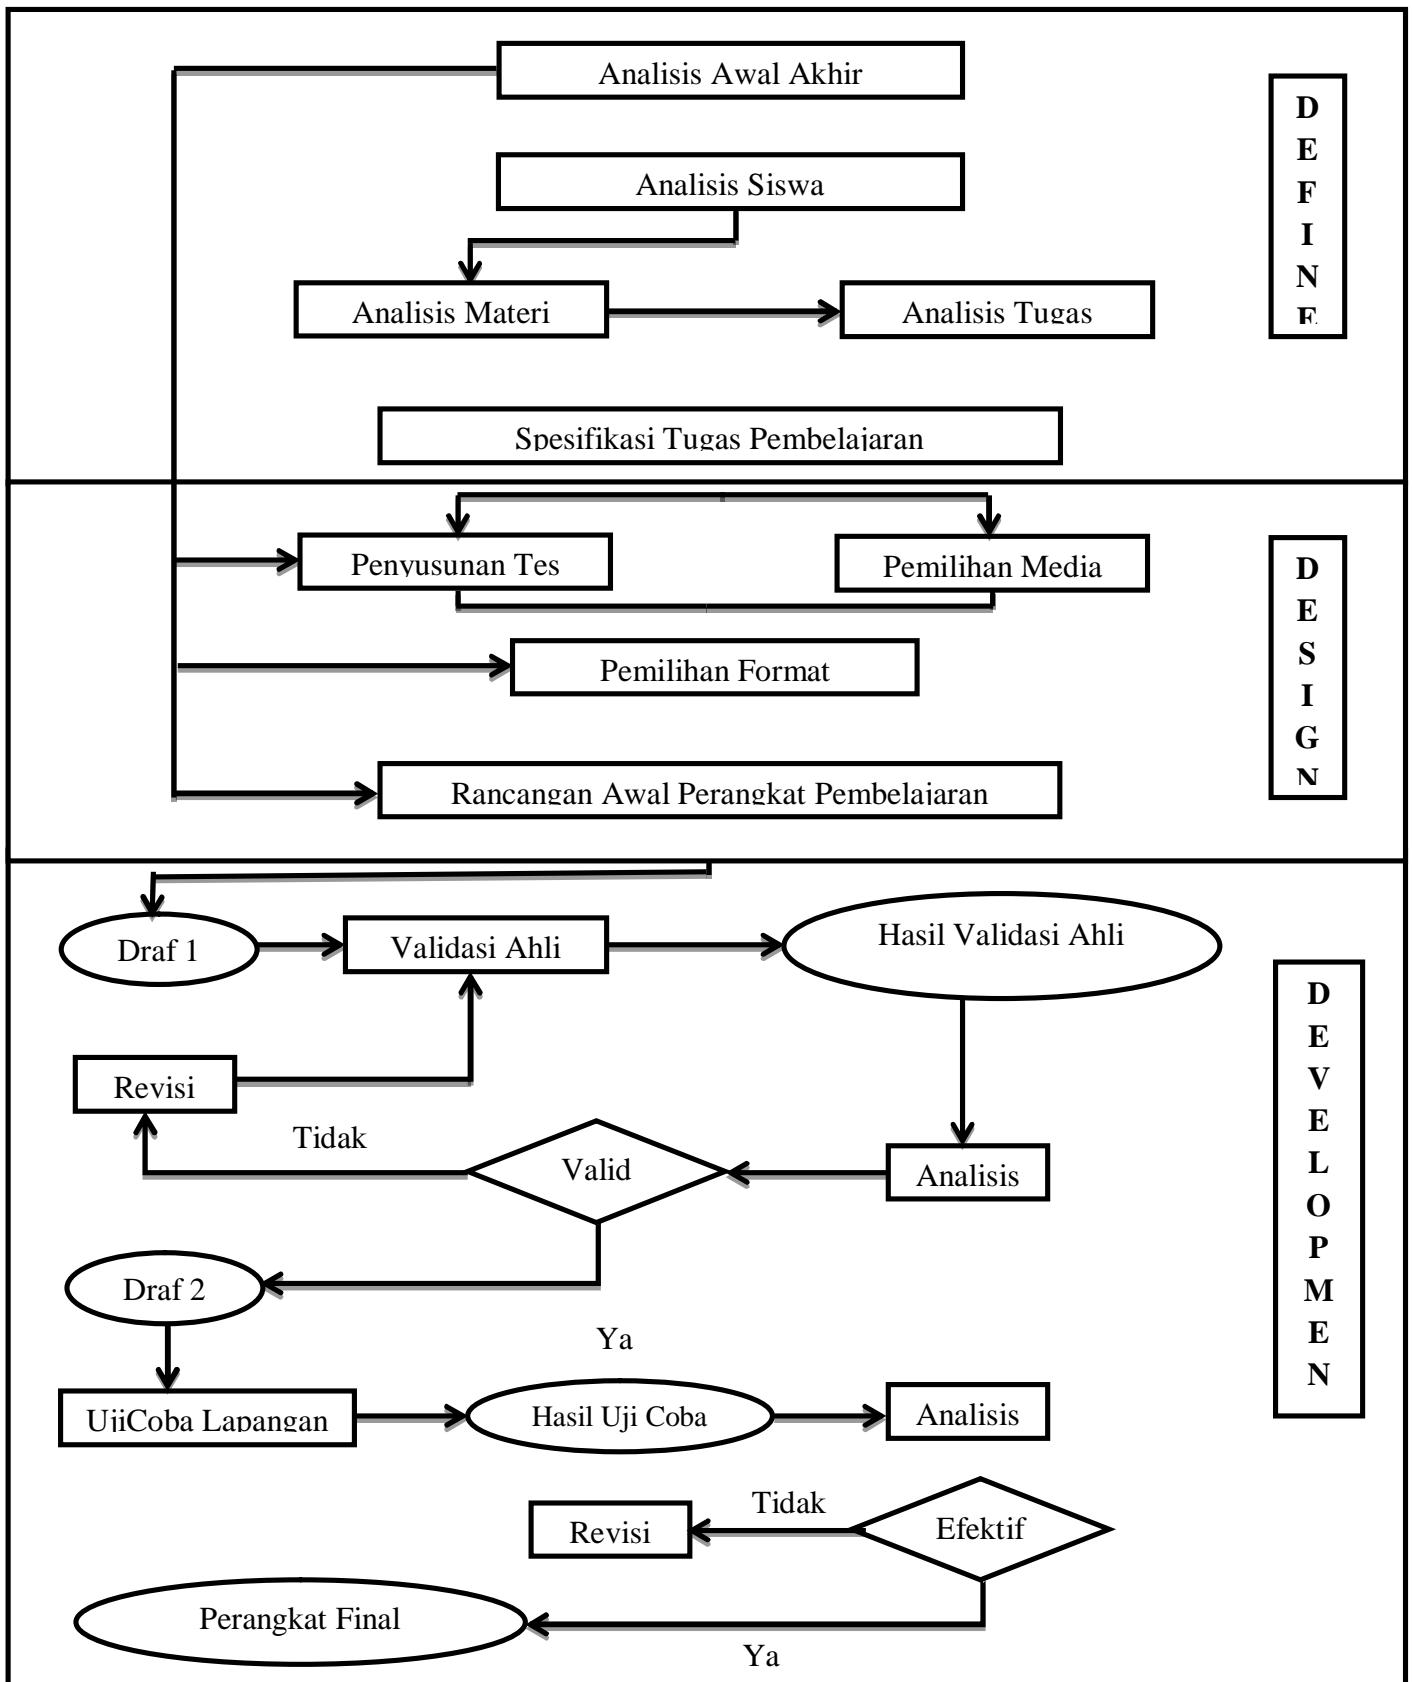 Analisis Awal Akhir
D
E
F
I
N
E
Analisis Siswa
Analisis Materi
Analisis Tugas
Spesifikasi Tugas Pembelajaran
Penyusunan Tes
Pemilihan Media
D
E
S
I
G
N
Pemilihan Format
Rancangan Awal Perangkat Pembelajaran
Draf 1
Validasi Ahli
Hasil Validasi Ahli
D
E
V
E
L
O
P
M
E
N
Revisi
Tidak
Valid
Analisis
Draf 2
Ya
UjiCoba Lapangan
Hasil Uji Coba
Analisis
Tidak
Revisi
Efektif
Perangkat Final
Ya